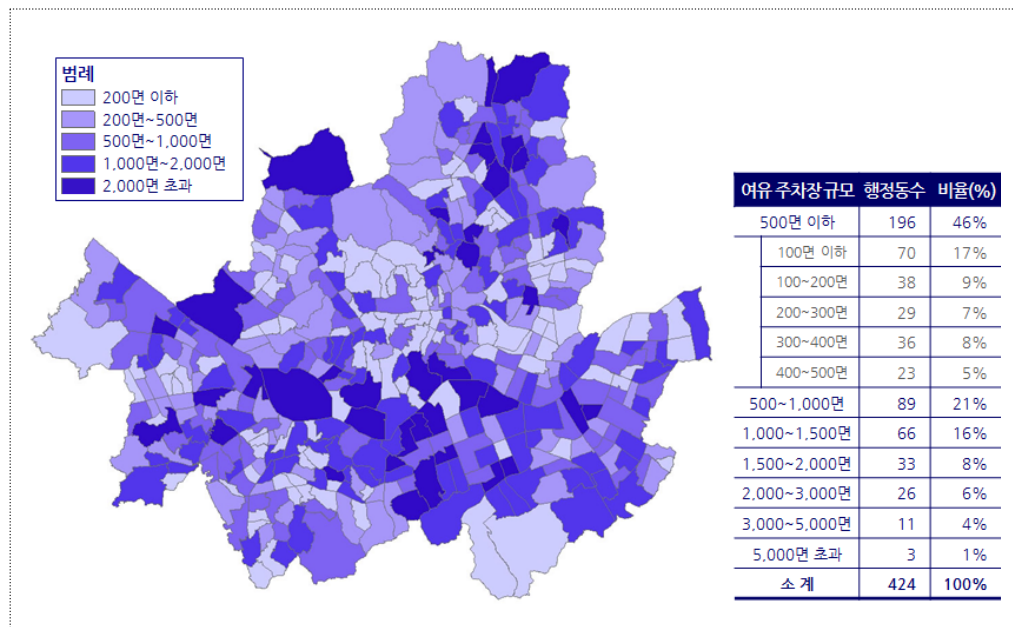 범례
200면 이하
200면~500면
500면~1,000면
1,000면~2,000면
2,000면 초과
여유 주차장 규모 행정동수 비율(%)
500면 이하 196 46%
100면 이하 70 17%
100~200면 38 9%
200~300면 29 7%
300~400면 36 8%
400~500면 23 5%
500~1,000면 89 21%
1,000~1,500면 66 16%
1,500~2,000면 33 8%
2,000~3,000면 26 6%
3,000~5,000면 11 4%
5,000면 초과 3 1%
소 계 424 100%